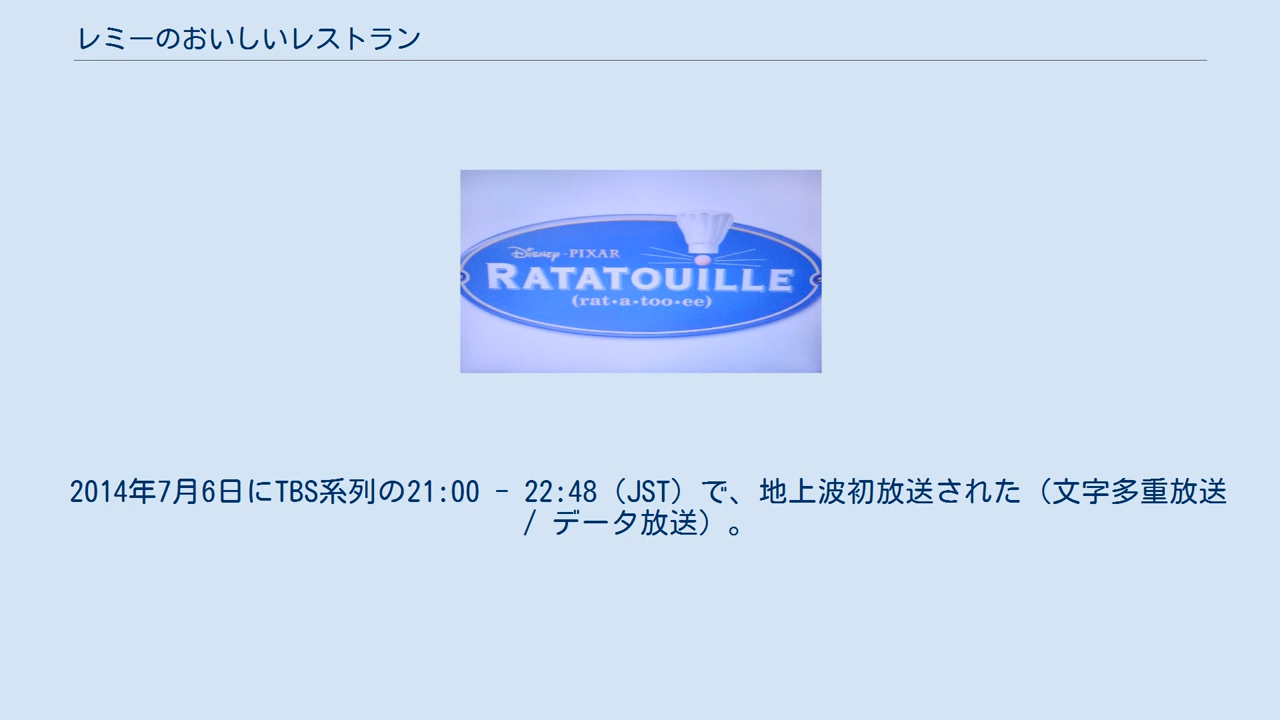 レミーのおいしいレストラン
Disney·PIXAR
RATATOUILLE
(rat•a•too•ee)
2014年7月6日にTBS系列の21:00 - 22:48（JST）で、地上波初放送された（文字多重放送
/ データ放送）。